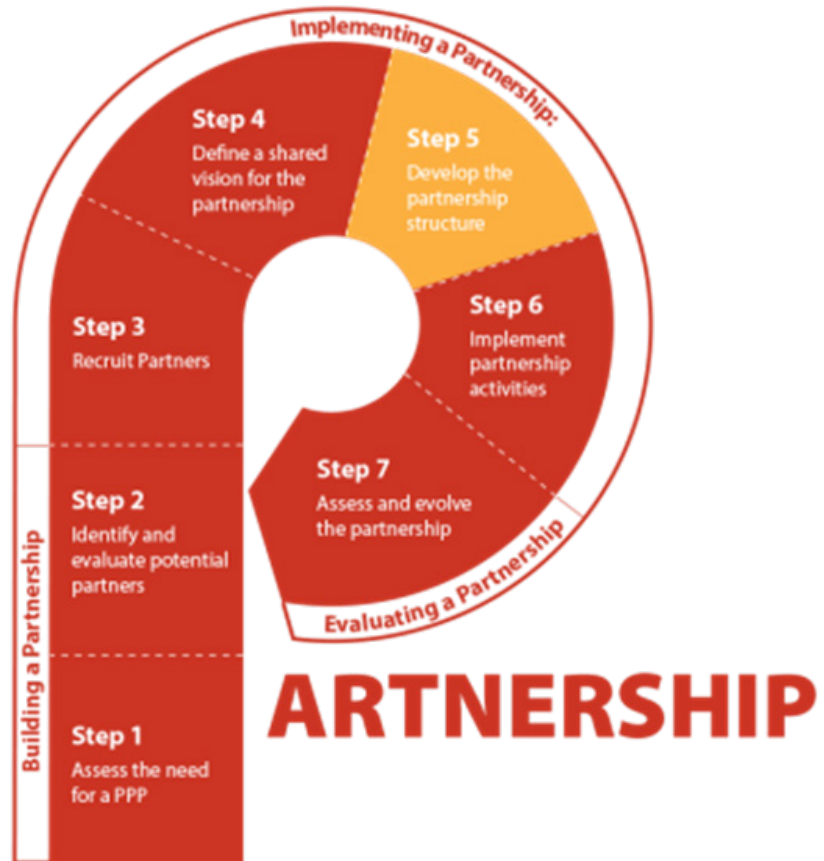 Implementing a Partnership:
Step 4
Define a shared
vision for the
partnership
Step 5
Develop the
partnership
structure
Step 3
Recruit Partners
Step 6
Implement
partnership
activities
Step 7
Assess and evolve
the partnership
Step 2
Identify and
evaluate potential
partners
Building a Partnership
Evaluating a Partnership
Step 1
Assess the need
for a PPP
ARTNERSHIP